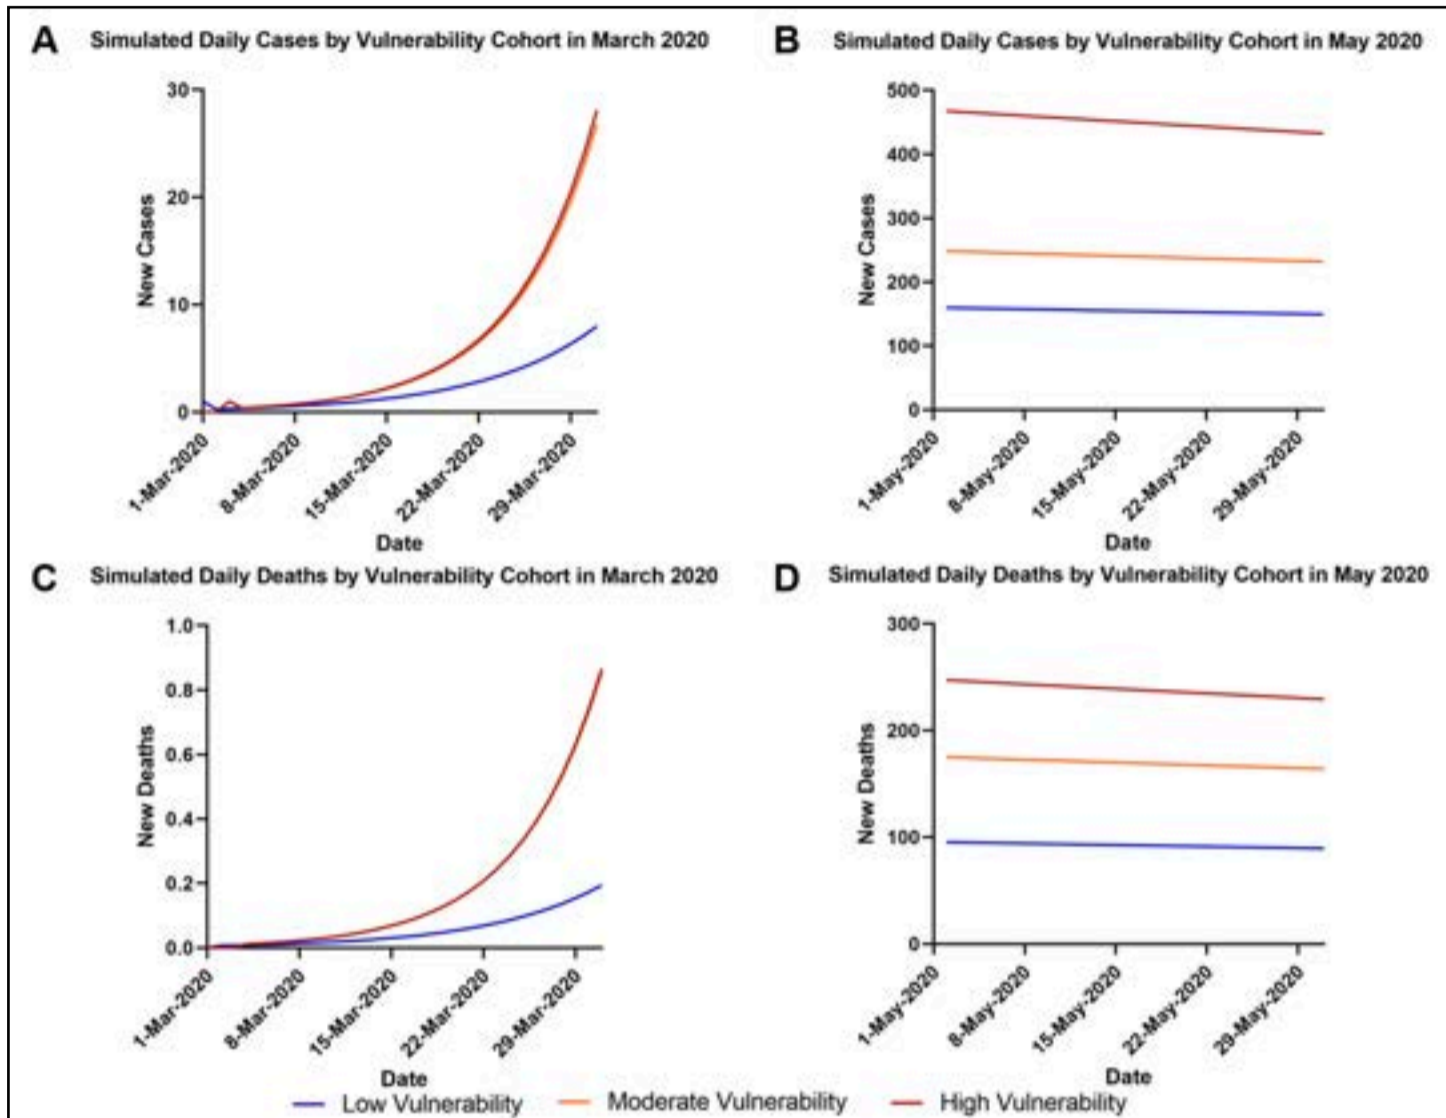 A Simulated Daily Cases by Vulnerability Cohort in March 2020
30
20
10
0
New Cases
1-Mar-2020
8-Mar-2020
15-Mar-2020
22-Mar-2020
29-Mar-2020
Date
B Simulated Daily Cases by Vulnerability Cohort in May 2020
500
400
300
200
100
0
New Cases
1-May-2020
8-May-2020
15-May-2020
22-May-2020
29-May-2020
Date
C Simulated Daily Deaths by Vulnerability Cohort in March 2020
1.0
0.8
0.6
0.4
0.2
0.0
New Deaths
1-Mar-2020
8-Mar-2020
15-Mar-2020
22-Mar-2020
29-Mar-2020
Date
D Simulated Daily Deaths by Vulnerability Cohort in May 2020
300
200
100
0
New Deaths
1-May-2020
8-May-2020
15-May-2020
22-May-2020
29-May-2020
Date
Low Vulnerability Moderate Vulnerability High Vulnerability